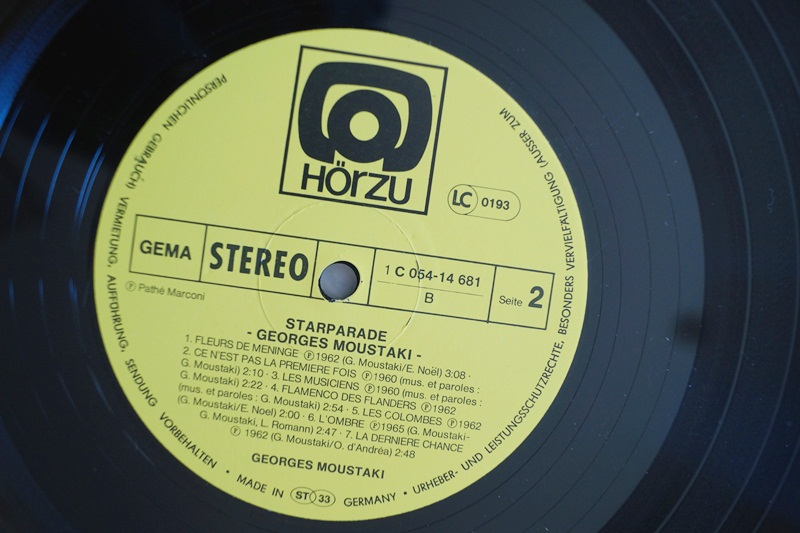 HÖRZU
LC 0193
GEMA
STEREO
1 C 054-14 681
B
Seite 2
Ⓟ Pathé Marconi
STARPARADE
- GEORGES MOUSTAKI -
1. FLEURS DE MENINGE Ⓟ1962 (G. Moustaki/E. Noël) 3:08 ·
2. CE N'EST PAS LA PREMIERE FOIS Ⓟ1960 (mus. et paroles :
G. Moustaki) 2:10 · 3. LES MUSICIENS Ⓟ1960 (mus. et paroles :
G. Moustaki) 2:22 · 4. FLAMENCO DES FLANDERS Ⓟ1962
(mus. et paroles: G. Moustaki) 2:54 · 5. LES COLOMBES Ⓟ1962
(G. Moustaki/E. Noel) 2:00 · 6. L'OMBRE Ⓟ1965 (G. Moustaki-
G. Moustaki, L. Romann) 2:47 · 7. LA DERNIERE CHANCE
Ⓟ 1962 (G. Moustaki/O. d'Andréa) 2:48
GEORGES MOUSTAKI
MADE IN ST 33 GERMANY • URHEBER- UND LEISTUNGSSCHUTZRECHTE, BESONDERS VERVIELFÄLTIGUNG (AUSSER ZUM
PERSÖNLICHEN GEBRAUCH) VERMIETUNG, AUFFÜHRUNG, SENDUNG VORBEHALTEN •